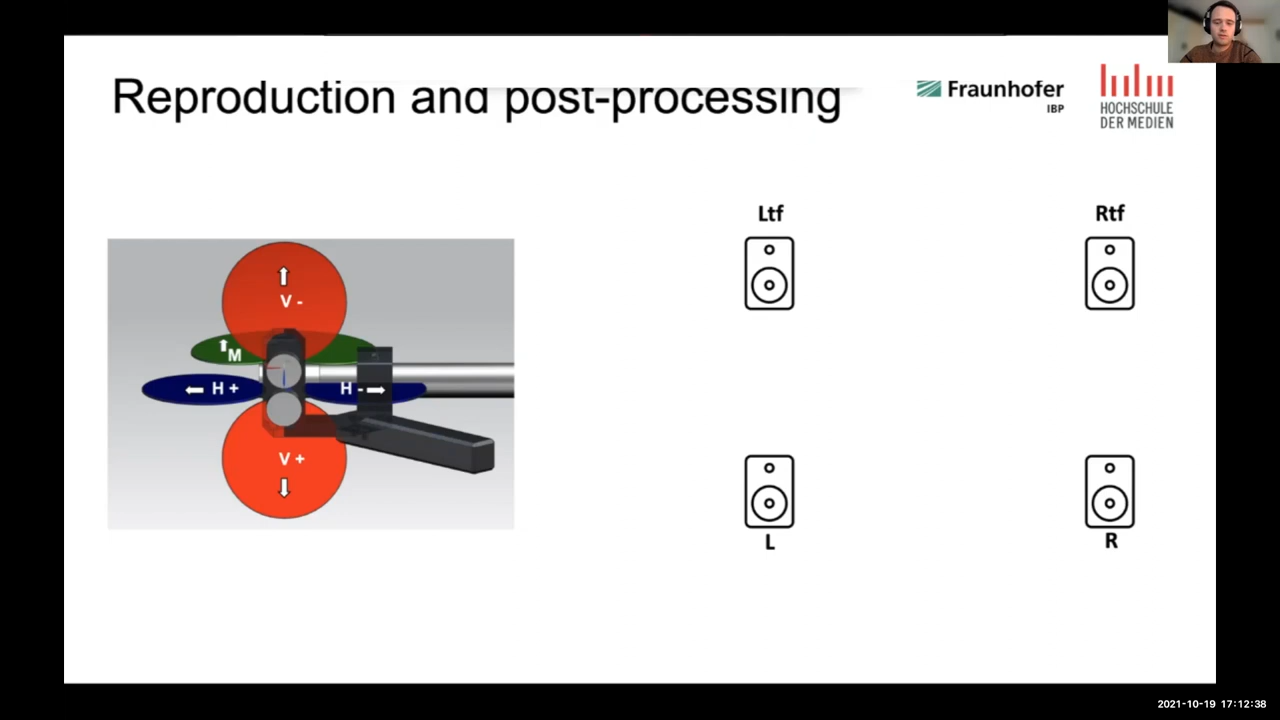 Reproduction and post-processing
Fraunhofer
IBP
HOCHSCHULE
DER MEDIEN
Ltf
Rtf
V -
M
H +
H -
V +
L
R
2021-10-19 17:12:38